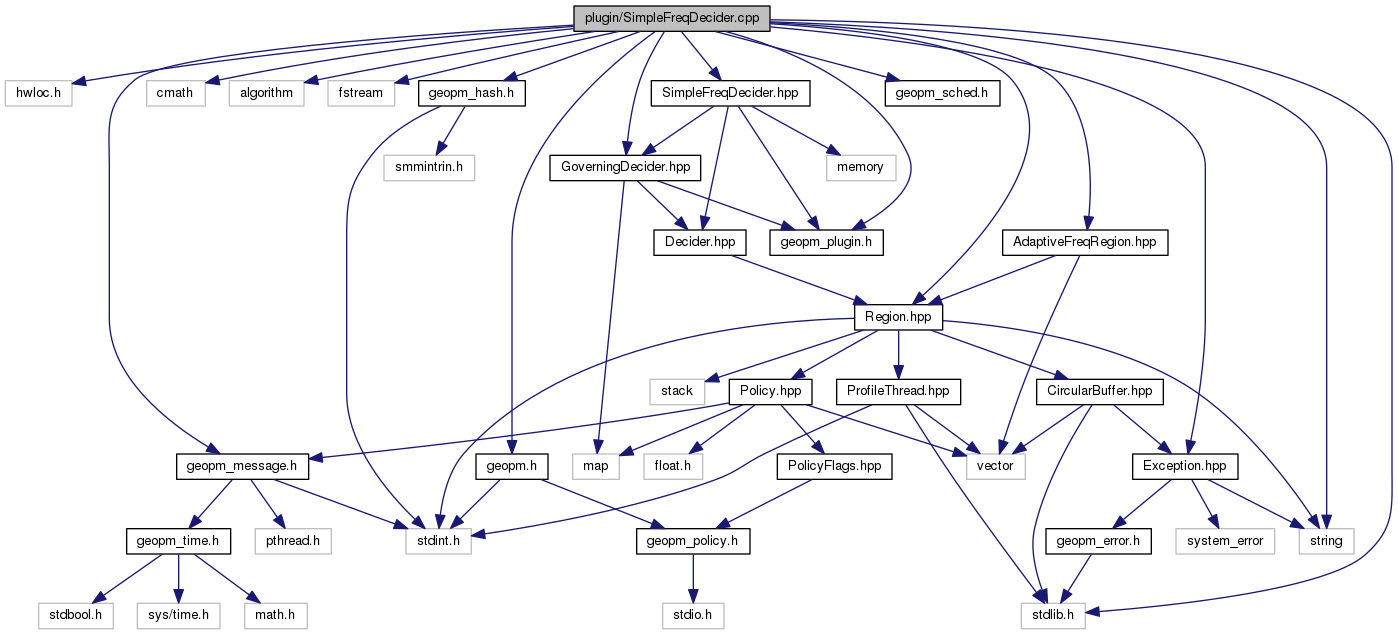 plugin/SimpleFreqDecider.cpp
hwloc.h
cmath
algorithm
fstream
geopm_hash.h
SimpleFreqDecider.hpp
geopm_sched.h
smmintrin.h
GoverningDecider.hpp
memory
Decider.hpp
geopm_plugin.h
AdaptiveFreqRegion.hpp
Region.hpp
stack
Policy.hpp
ProfileThread.hpp
CircularBuffer.hpp
geopm_message.h
geopm.h
map
float.h
PolicyFlags.hpp
vector
Exception.hpp
geopm_time.h
pthread.h
stdint.h
geopm_policy.h
geopm_error.h
system_error
string
stdbool.h
sys/time.h
math.h
stdio.h
stdlib.h